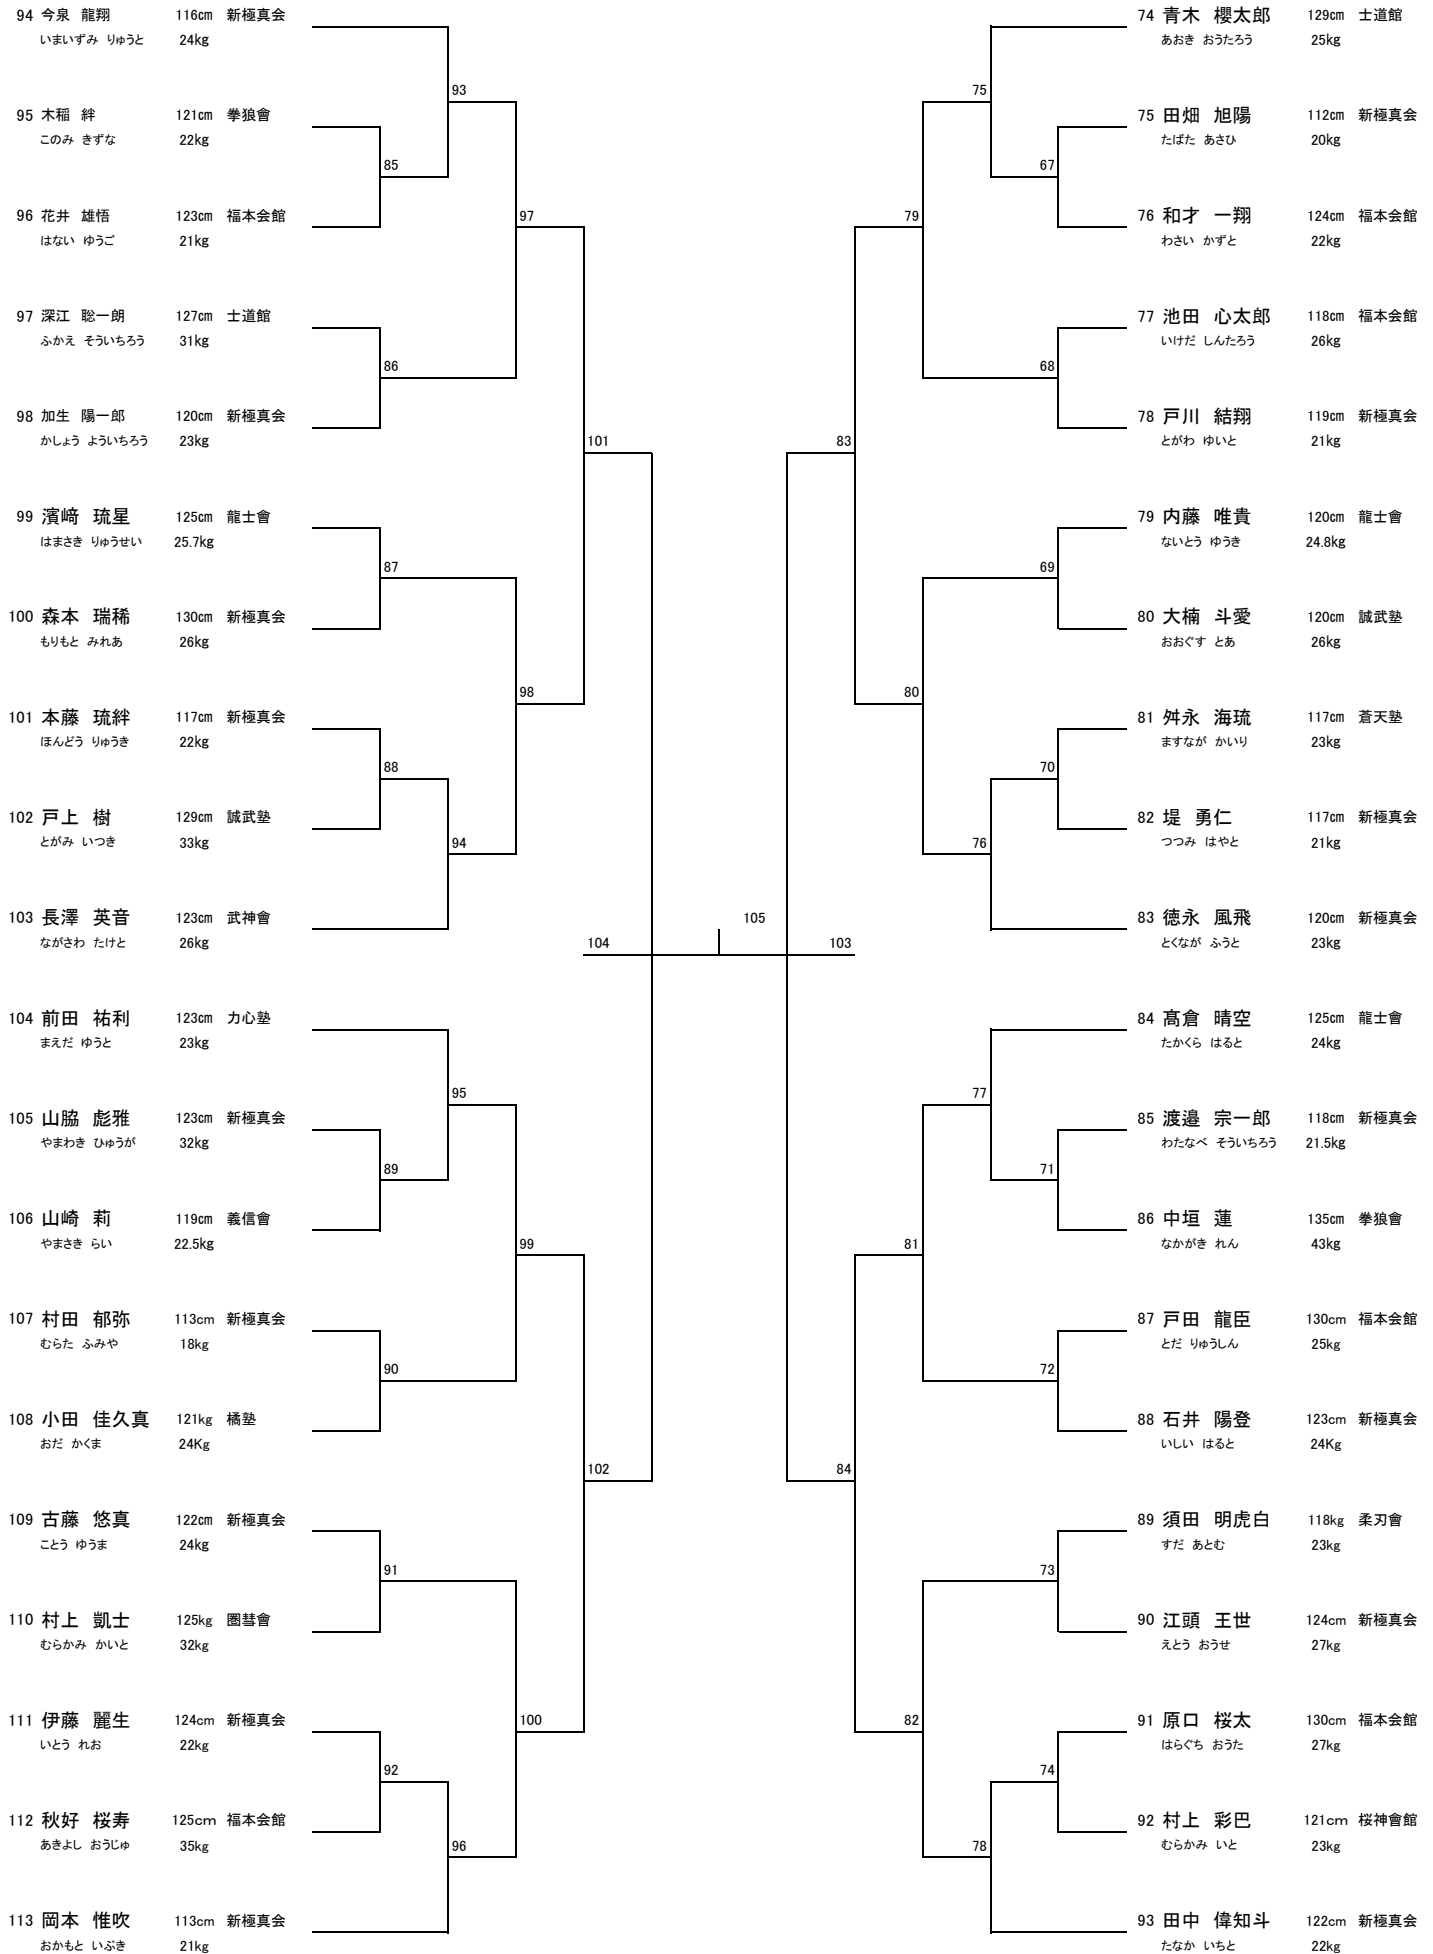 94 今泉 龍翔 116cm 新極真会
いまいずみ りゅうと 24kg
93
95 木稲 絆 121cm 拳狼會
このみ きずな 22kg
85
96 花井 雄悟 123cm 福本会館
はない ゆうご 21kg
97
97 深江 聡一朗 127cm 士道館
ふかえ そういちろう 31kg
86
98 加生 陽一郎 120cm 新極真会
かしょう よういちろう 23kg
101
99 濱﨑 琉星 125cm 龍士會
はまさき りゅうせい 25.7kg
87
100 森本 瑞稀 130cm 新極真会
もりもと みれあ 26kg
98
101 本藤 琉絆 117cm 新極真会
ほんどう りゅうき 22kg
88
102 戸上 樹 129cm 誠武塾
とがみ いつき 33kg
94
103 長澤 英音 123cm 武神會
ながさわ たけと 26kg
104
104 前田 祐利 123cm 力心塾
まえだ ゆうと 23kg
95
105 山脇 彪雅 123cm 新極真会
やまわき ひゅうが 32kg
89
106 山崎 莉 119cm 義信會
やまさき らい 22.5kg
99
107 村田 郁弥 113cm 新極真会
むらた ふみや 18kg
90
108 小田 佳久真 121kg 橘塾
おだ かくま 24Kg
102
109 古藤 悠真 122cm 新極真会
ことう ゆうま 24kg
91
110 村上 凱士 125kg 圏彗會
むらかみ かいと 32kg
111 伊藤 麗生 124cm 新極真会
100
いとう れお 22kg
92
112 秋好 桜寿 125cm 福本会館
あきよし おうじゅ 35kg
96
113 岡本 惟吹 113cm 新極真会
おかもと いぶき 21kg
105
74 青木 櫻太郎 129cm 士道館
あおき おうたろう 25kg
75
75 田畑 旭陽 112cm 新極真会
たばた あさひ 20kg
67
76 和才 一翔 124cm 福本会館
わさい かずと 22kg
79
77 池田 心太郎 118cm 福本会館
いけだ しんたろう 26kg
68
78 戸川 結翔 119cm 新極真会
とがわ ゆいと 21kg
83
79 内藤 唯貴 120cm 龍士會
ないとう ゆうき 24.8kg
69
80 大楠 斗愛 120cm 誠武塾
おおぐす とあ 26kg
80
81 舛永 海琉 117cm 蒼天塾
ますなが かいり 23kg
70
82 堤 勇仁 117cm 新極真会
つつみ はやと 21kg
76
83 徳永 風飛 120cm 新極真会
とくなが ふうと 23kg
103
84 髙倉 晴空 125cm 龍士會
たかくら はると 24kg
77
85 渡邉 宗一郎 118cm 新極真会
わたなべ そういちろう 21.5kg
71
86 中垣 蓮 135cm 拳狼會
なかがき れん 43kg
81
87 戸田 龍臣 130cm 福本会館
とだ りゅうしん 25kg
72
88 石井 陽登 123cm 新極真会
いしい はると 24Kg
84
89 須田 明虎白 118kg 柔刃會
すだ あとむ 23kg
73
90 江頭 王世 124cm 新極真会
えとう おうせ 27kg
82
91 原口 桜太 130cm 福本会館
はらぐち おうた 27kg
74
92 村上 彩巴 121cm 桜神會館
むらかみ いと 23kg
78
93 田中 偉知斗 122cm 新極真会
たなか いちと 22kg